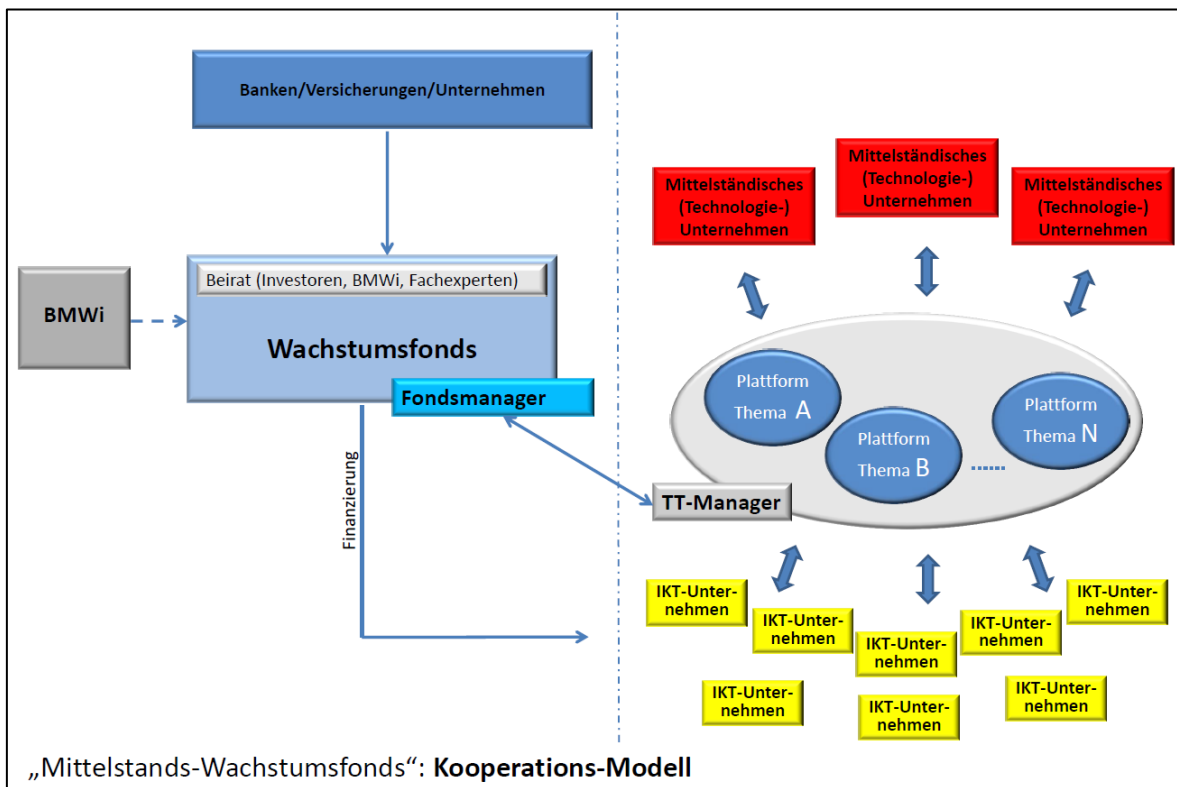 Banken/Versicherungen/Unternehmen
Beirat (Investoren, BMWi, Fachexperten)
BMWi
Wachstumsfonds
Fondsmanager
Finanzierung
Mittelständisches
(Technologie-)
Unternehmen
Mittelständisches
(Technologie-)
Unternehmen
Mittelständisches
(Technologie-)
Unternehmen
Plattform
Thema A
Plattform
Thema B
......
Plattform
Thema N
TT-Manager
IKT-Unter-
nehmen
IKT-Unter-
nehmen
IKT-Unter-
nehmen
IKT-Unter-
nehmen
IKT-Unter-
nehmen
IKT-Unter-
nehmen
IKT-Unter-
nehmen
IKT-Unter-
nehmen
„Mittelstands-Wachstumsfonds“: Kooperations-Modell